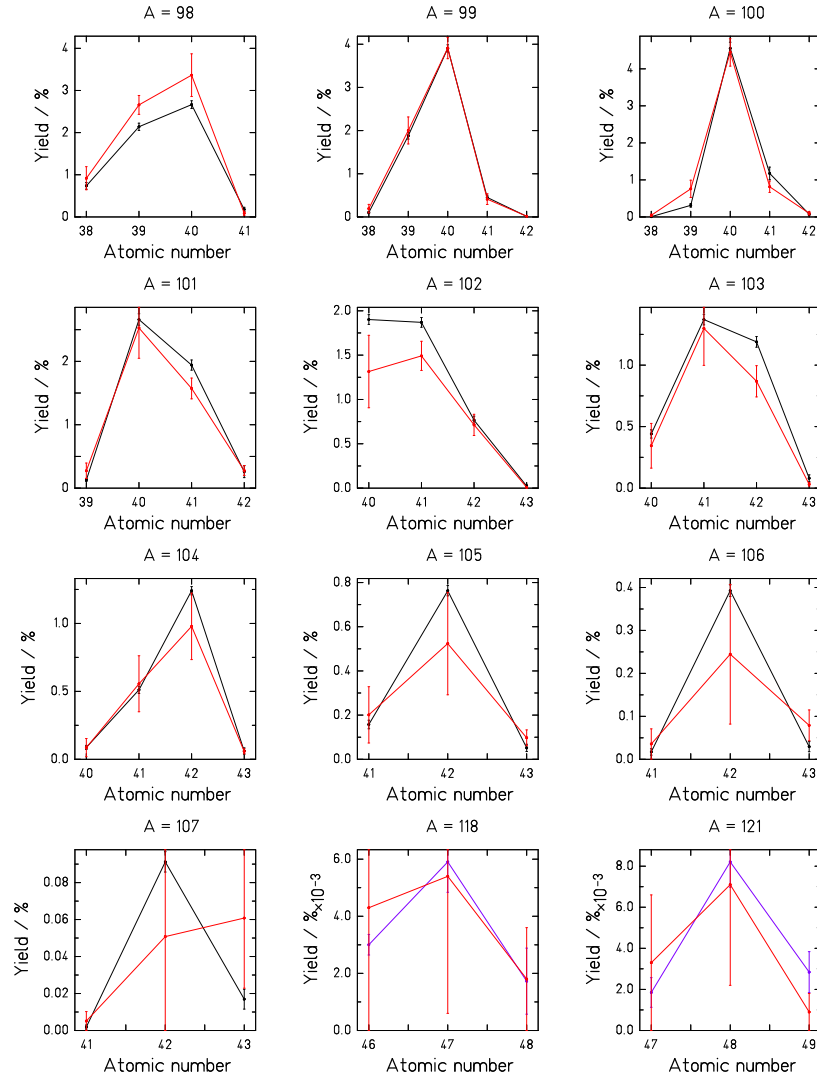 A = 98
A = 99
A = 100
Yield / %
4
3
2
1
0
38 39 40 41
Atomic number
Yield / %
4
3
2
1
0
38 39 40 41 42
Atomic number
Yield / %
4
3
2
1
0
38 39 40 41 42
Atomic number
A = 101
A = 102
A = 103
Yield / %
2
1
0
39 40 41 42
Atomic number
Yield / %
2.0
1.5
1.0
0.5
0.0
40 41 42 43
Atomic number
Yield / %
1.0
0.5
0.0
40 41 42 43
Atomic number
A = 104
A = 105
A = 106
Yield / %
1.0
0.5
0.0
40 41 42 43
Atomic number
Yield / %
0.8
0.6
0.4
0.2
0.0
41 42 43
Atomic number
Yield / %
0.4
0.3
0.2
0.1
0.0
41 42 43
Atomic number
A = 107
A = 118
A = 121
Yield / %
0.08
0.06
0.04
0.02
0.00
41 42 43
Atomic number
Yield / %×10⁻³
6.0
4.0
2.0
0.0
46 47 48
Atomic number
Yield / %×10⁻³
8.0
6.0
4.0
2.0
0.0
47 48 49
Atomic number